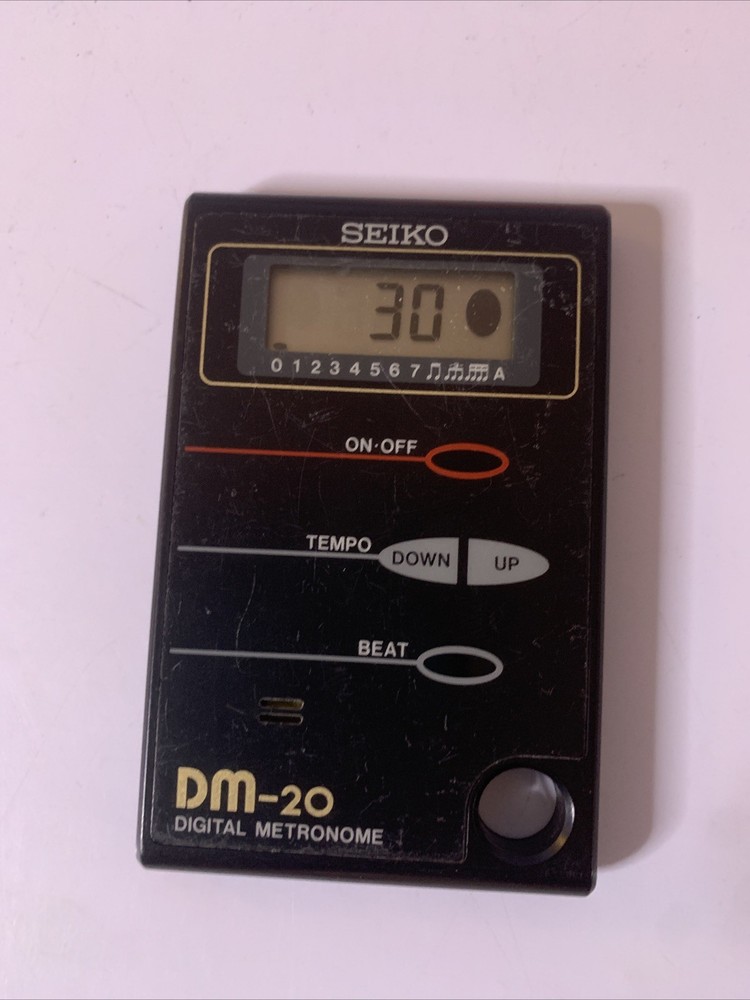 SEIKO
30
0 1 2 3 4 5 6 7 A
ON·OFF
TEMPO DOWN UP
BEAT
DM-20
DIGITAL METRONOME